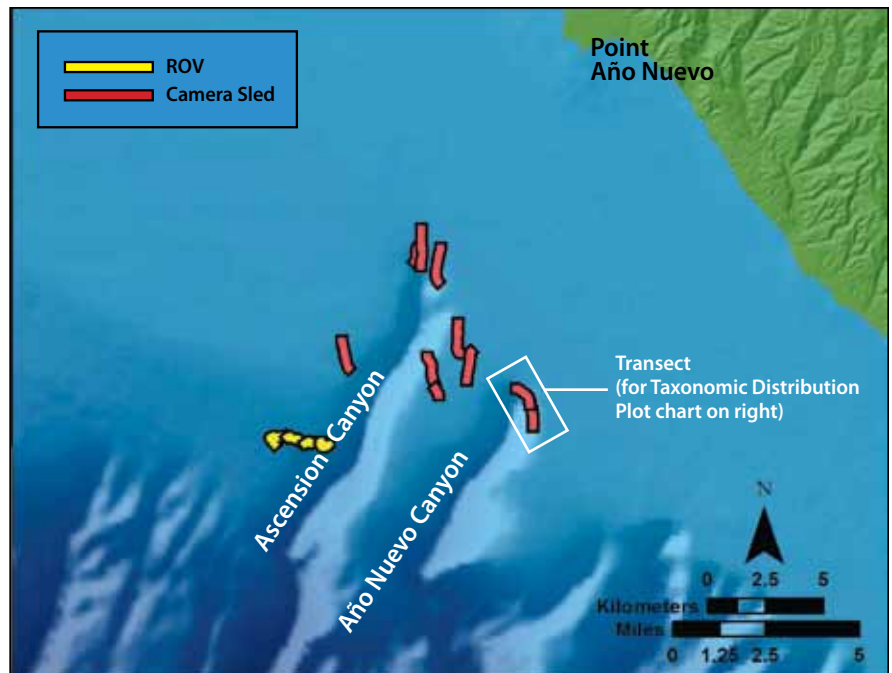 ROV
Camera Sled
Point
Año Nuevo
Transect
(for Taxonomic Distribution
Plot chart on right)
Ascension Canyon
Año Nuevo Canyon
N
0 2.5 5
Kilometers
Miles
0 1.25 2.5 5